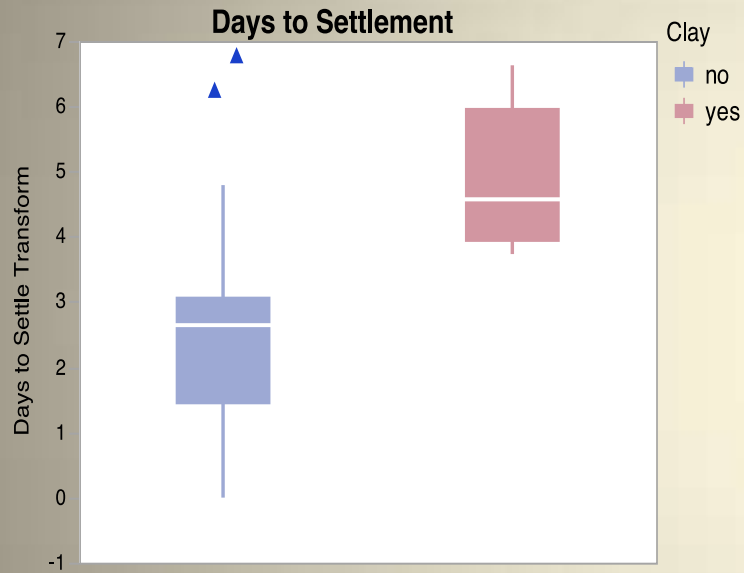 Days to Settlement
Clay
no
yes
Days to Settle Transform
7
6
5
4
3
2
1
0
-1